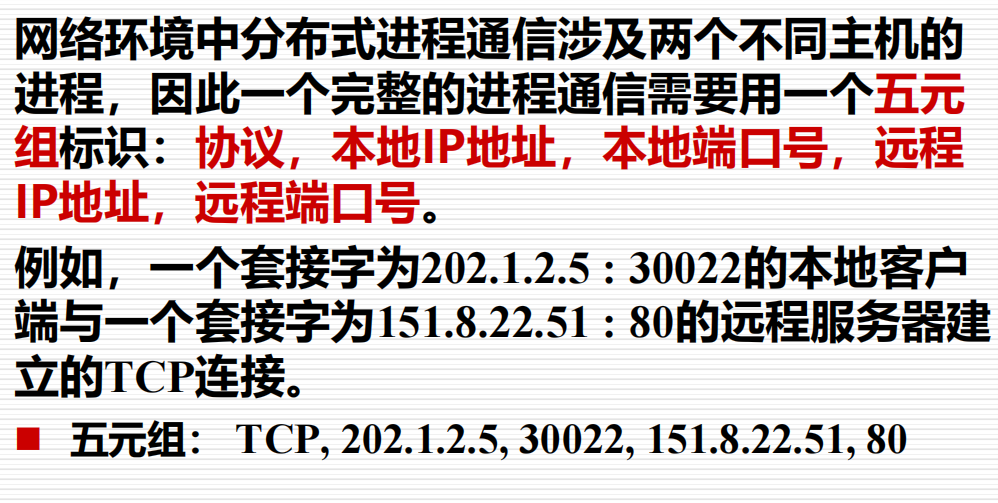 网络环境中分布式进程通信涉及两个不同主机的
进程，因此一个完整的进程通信需要用一个五元
组标识：协议，本地IP地址，本地端口号，远程
IP地址，远程端口号。
例如，一个套接字为202.1.2.5 : 30022的本地客户
端与一个套接字为151.8.22.51 : 80的远程服务器建
立的TCP连接。
五元组： TCP, 202.1.2.5, 30022, 151.8.22.51, 80